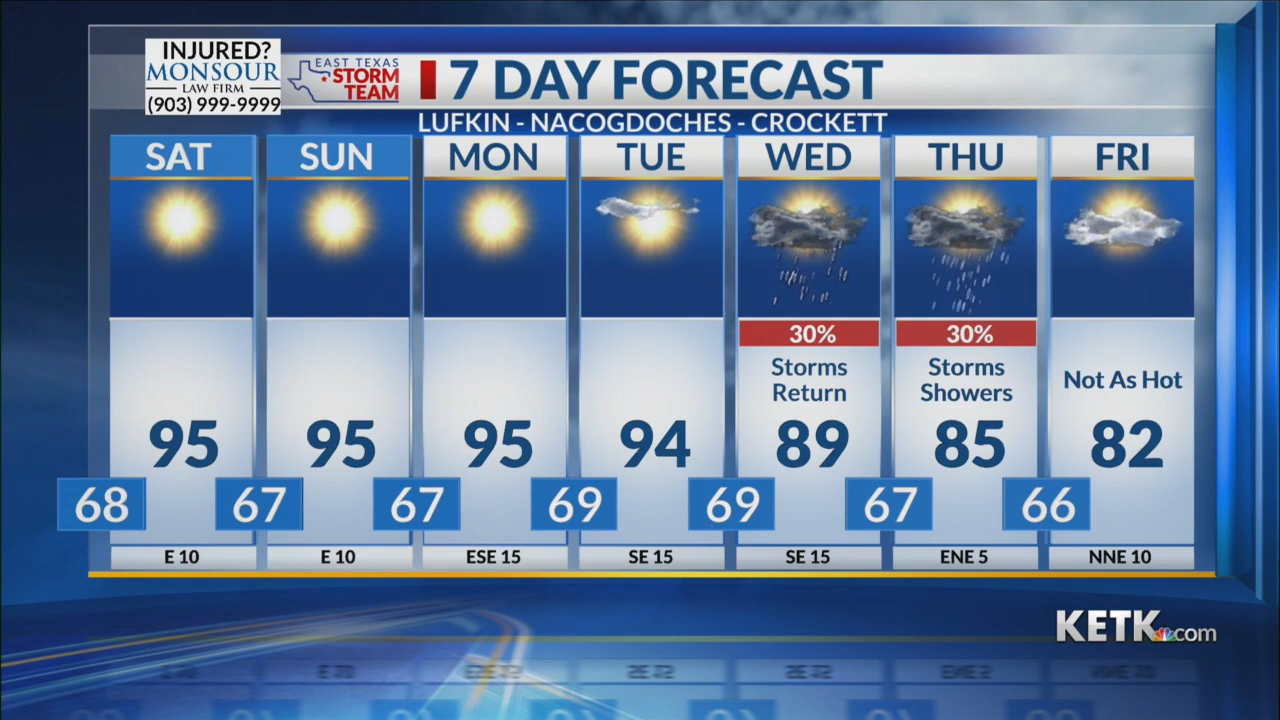 INJURED?
MONSOUR
LAW FIRM
(903) 999-9999
EAST TEXAS
STORM
TEAM
7 DAY FORECAST
LUFKIN - NACOGDOCHES - CROCKETT
SAT SUN MON TUE WED THU FRI
30% 30%
Storms Storms
Return Showers
Not As Hot
95 95 95 94 89 85 82
68 67 67 69 69 67 66
E 10 E 10 ESE 15 SE 15 SE 15 ENE 5 NNE 10
KETK.com